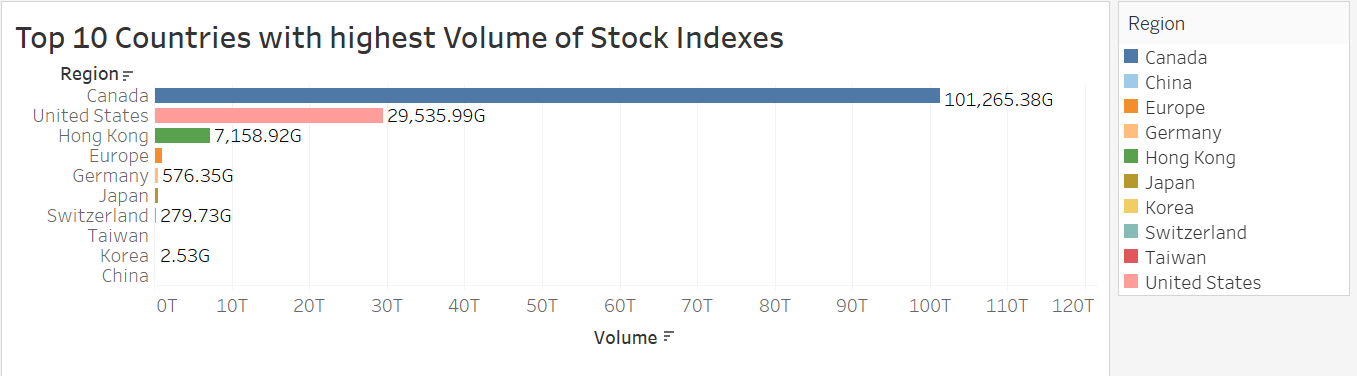 Top 10 Countries with highest Volume of Stock Indexes
Region
Canada 101,265.38G
United States 29,535.99G
Hong Kong 7,158.92G
Europe
Germany 576.35G
Japan
Switzerland 279.73G
Taiwan
Korea 2.53G
China
0T 10T 20T 30T 40T 50T 60T 70T 80T 90T 100T 110T 120T
Volume
Region
Canada
China
Europe
Germany
Hong Kong
Japan
Korea
Switzerland
Taiwan
United States